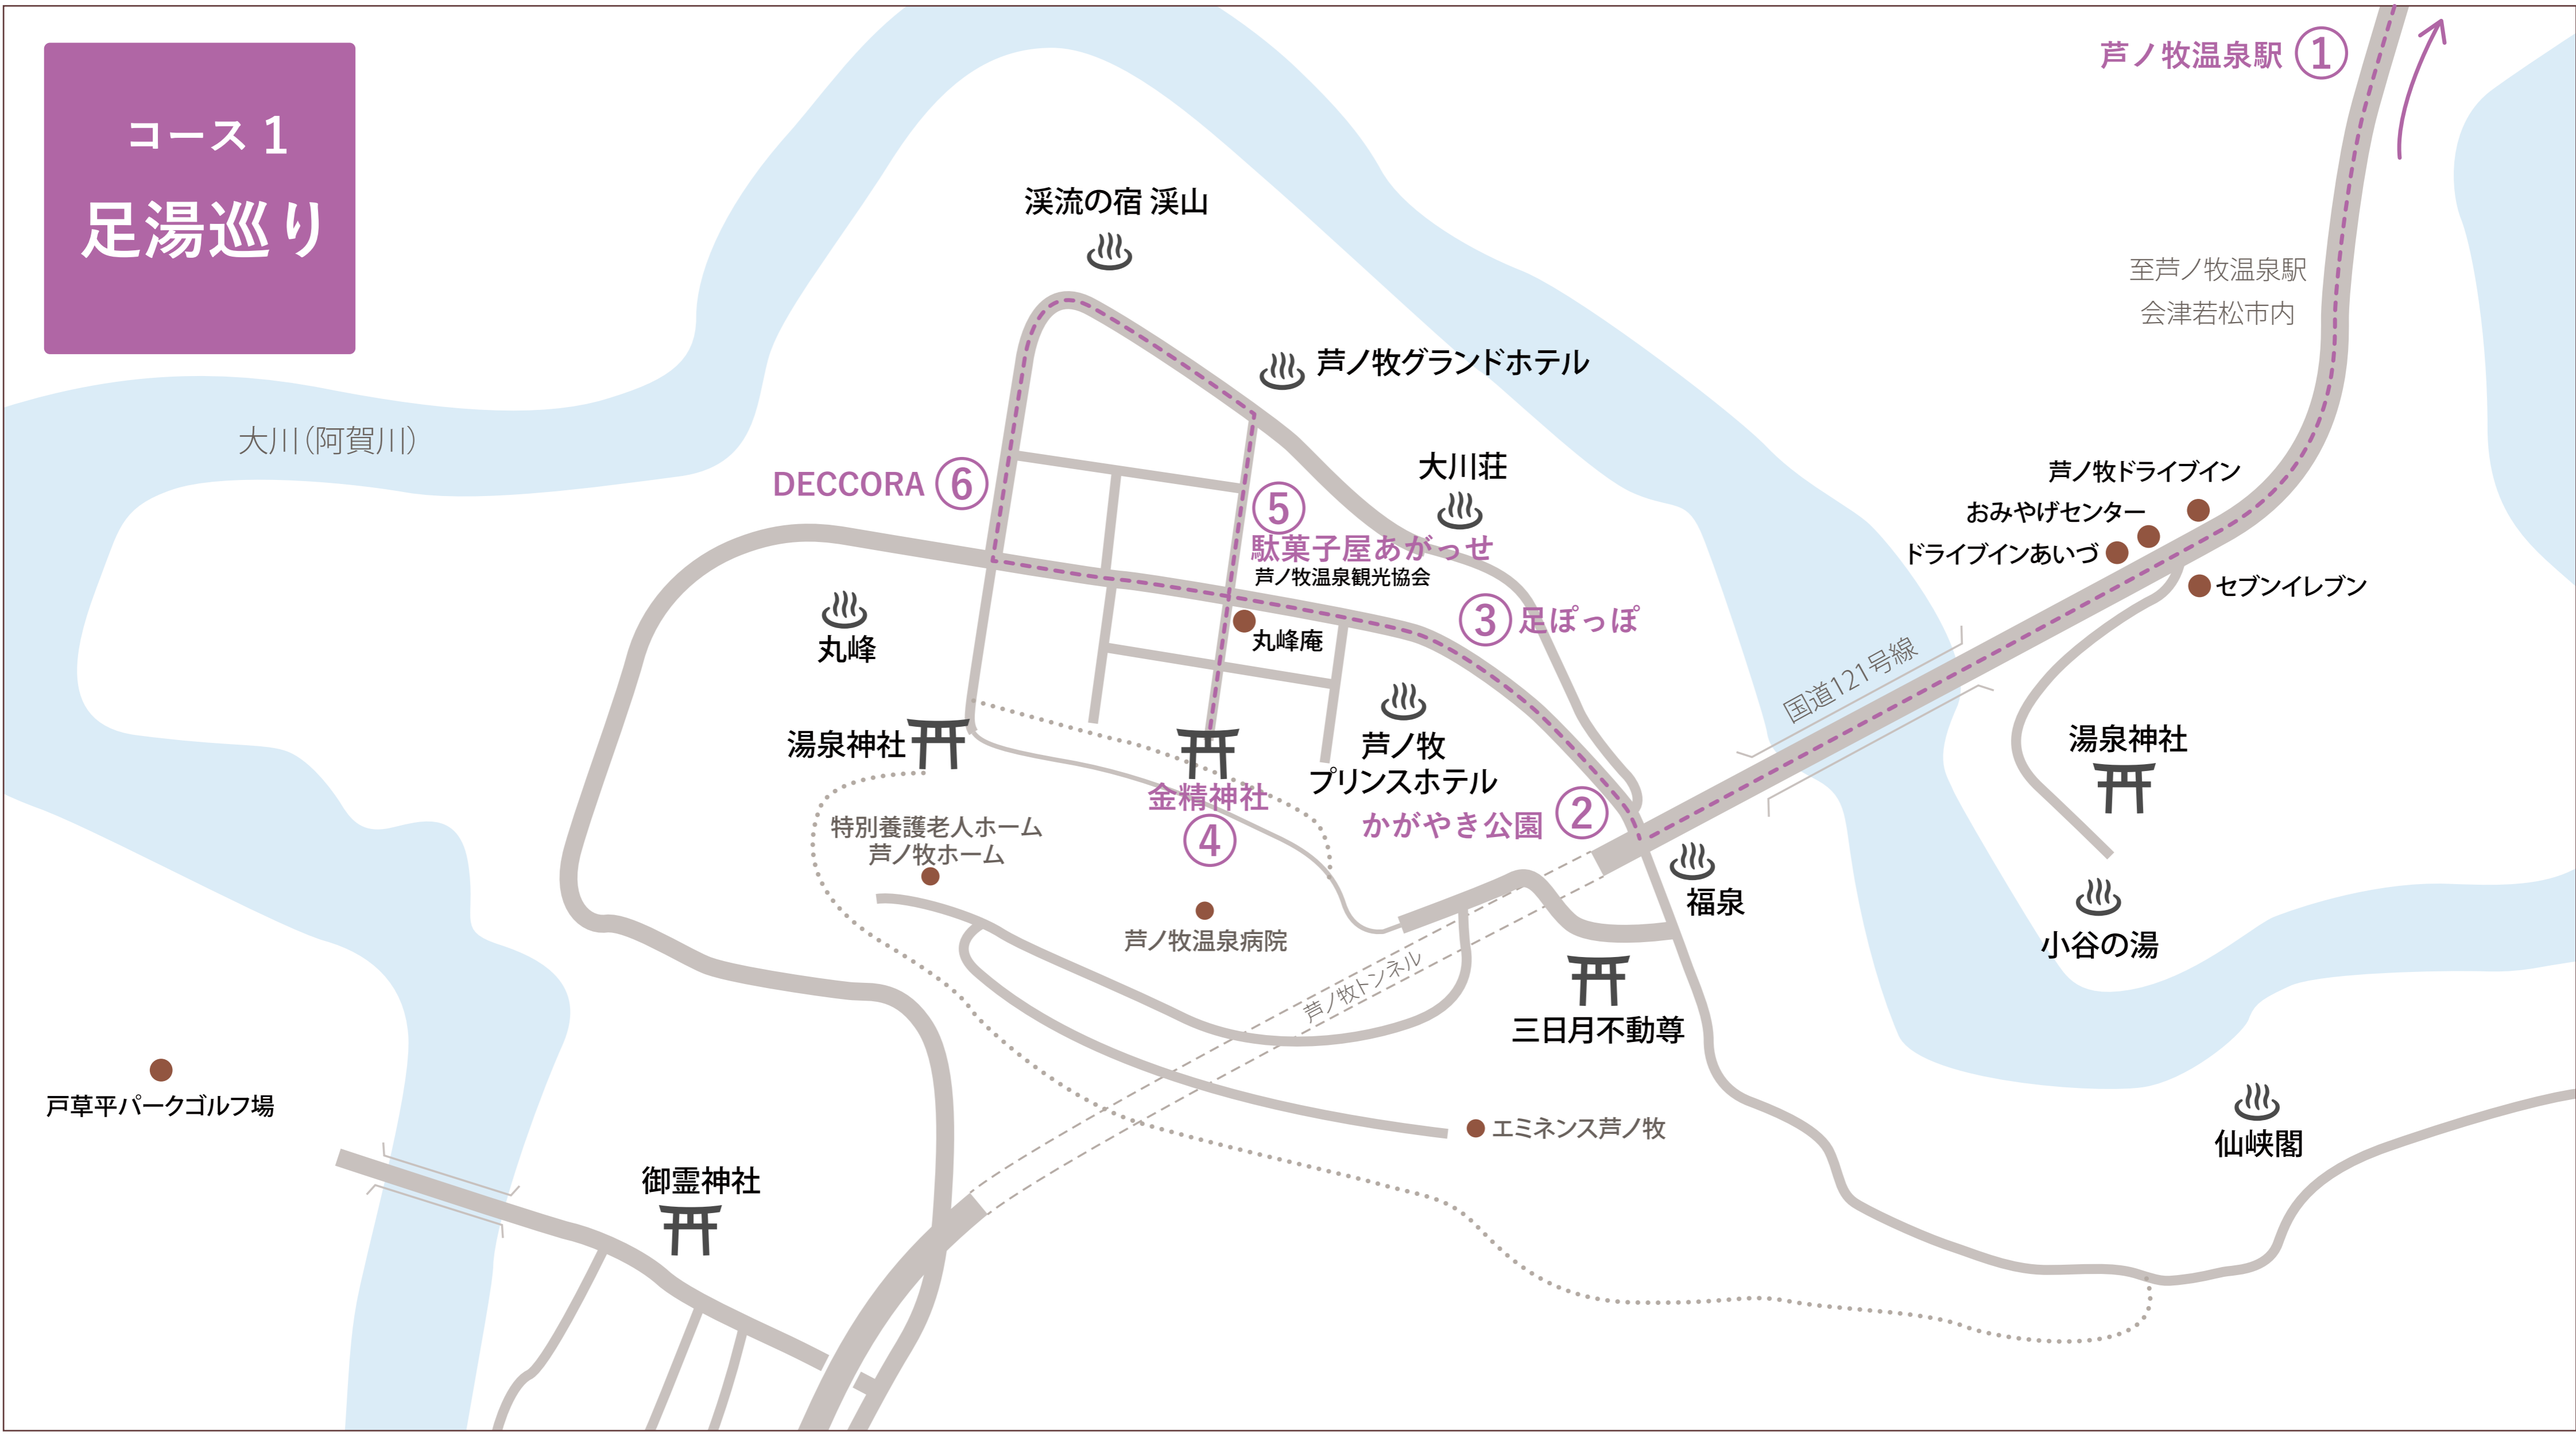 コース 1
足湯巡り
芦ノ牧温泉駅 ①
至芦ノ牧温泉駅
会津若松市内
渓流の宿 渓山
芦ノ牧グランドホテル
大川（阿賀川）
大川荘
DECCORA ⑥
⑤
駄菓子屋あがっせ
芦ノ牧温泉観光協会
芦ノ牧ドライブイン
おみやげセンター
ドライブインあいづ
セブンイレブン
③ 足ぽっぽ
丸峰庵
丸峰
国道121号線
湯泉神社
芦ノ牧
プリンスホテル
湯泉神社
金精神社
④
かがやき公園 ②
特別養護老人ホーム
芦ノ牧ホーム
福泉
芦ノ牧温泉病院
小谷の湯
芦ノ牧トンネル
三日月不動尊
戸草平パークゴルフ場
エミネンス芦ノ牧
仙峡閣
御霊神社